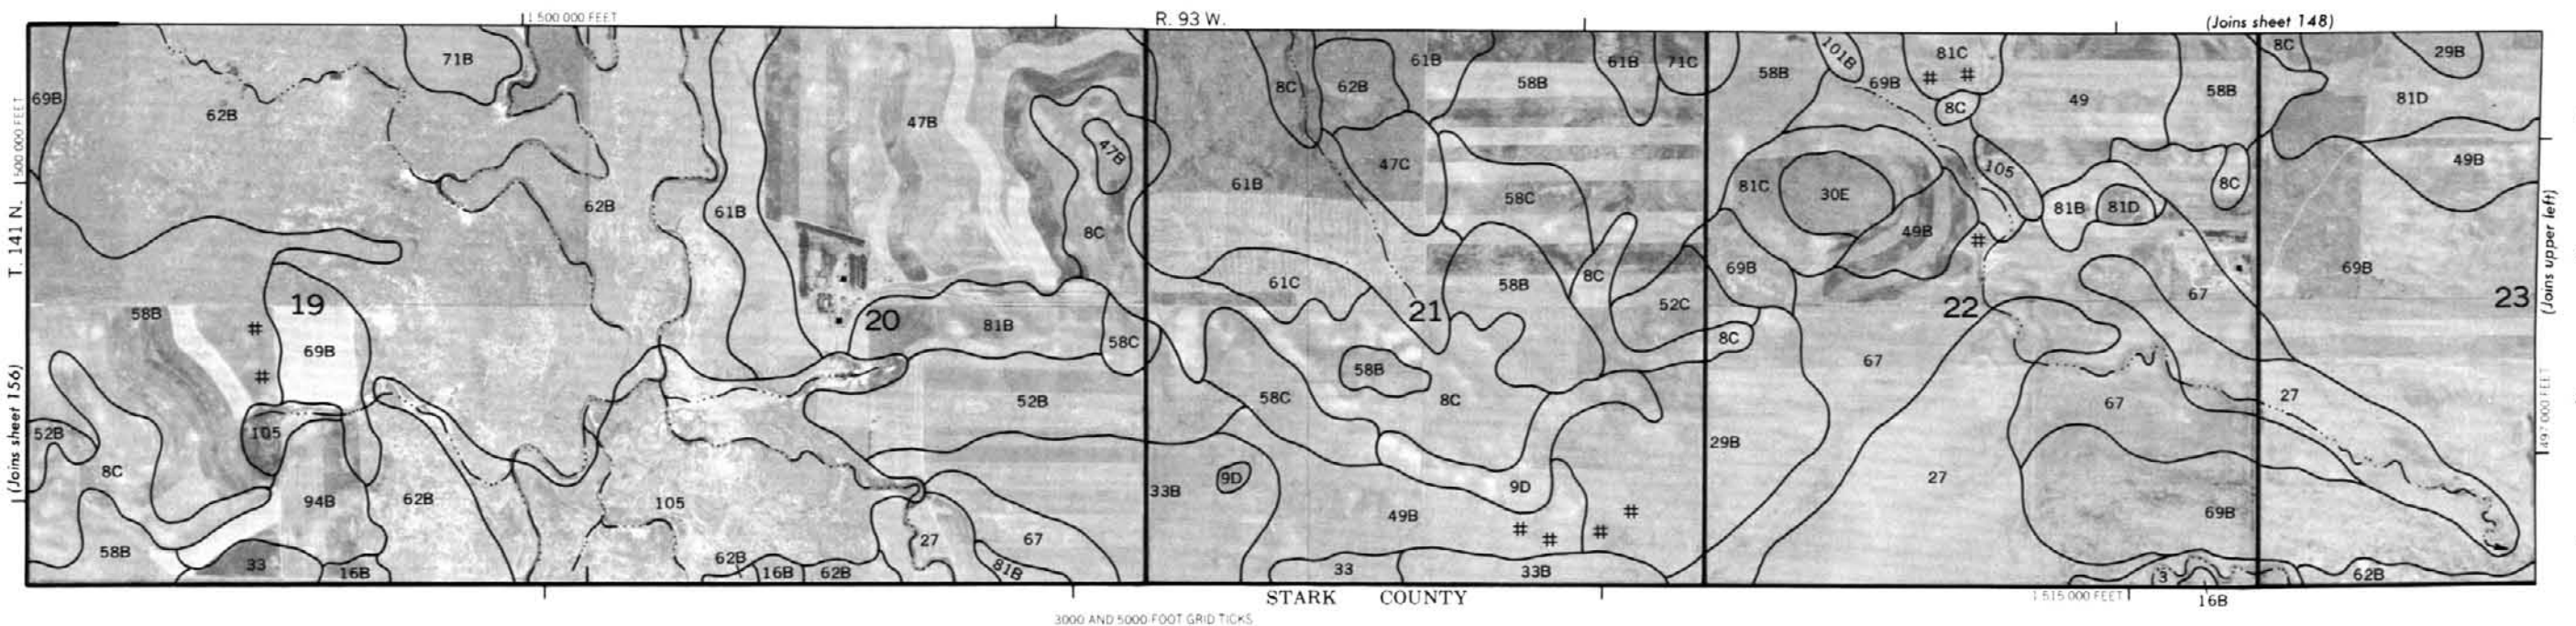 1 500 000 FEET
R. 93 W.
(Joins sheet 148)
T. 141 N.
500 000 FEET
(Joins sheet 156)
(Joins upper left)
497 000 FEET
69B
62B
71B
62B
61B
47B
47B
8C
58B
#
#
19
69B
20
81B
58C
52B
52B
8C
105
94B
62B
105
58B
33
16B
62B
16B
62B
27
67
81B
8C
62B
61B
58B
61B
71C
61B
47C
58C
61C
21
58B
8C
52C
58B
8C
58C
33B
9D
49B
9D
#
#
#
#
33
33B
58B
101B
69B
81C
# #
8C
49
58B
81C
30E
49B
105
#
81B
81D
8C
69B
22
67
8C
67
67
29B
27
69B
3
8C
29B
81D
49B
69B
23
27
62B
16B
STARK COUNTY
1 515 000 FEET
3000 AND 5000-FOOT GRID TICKS